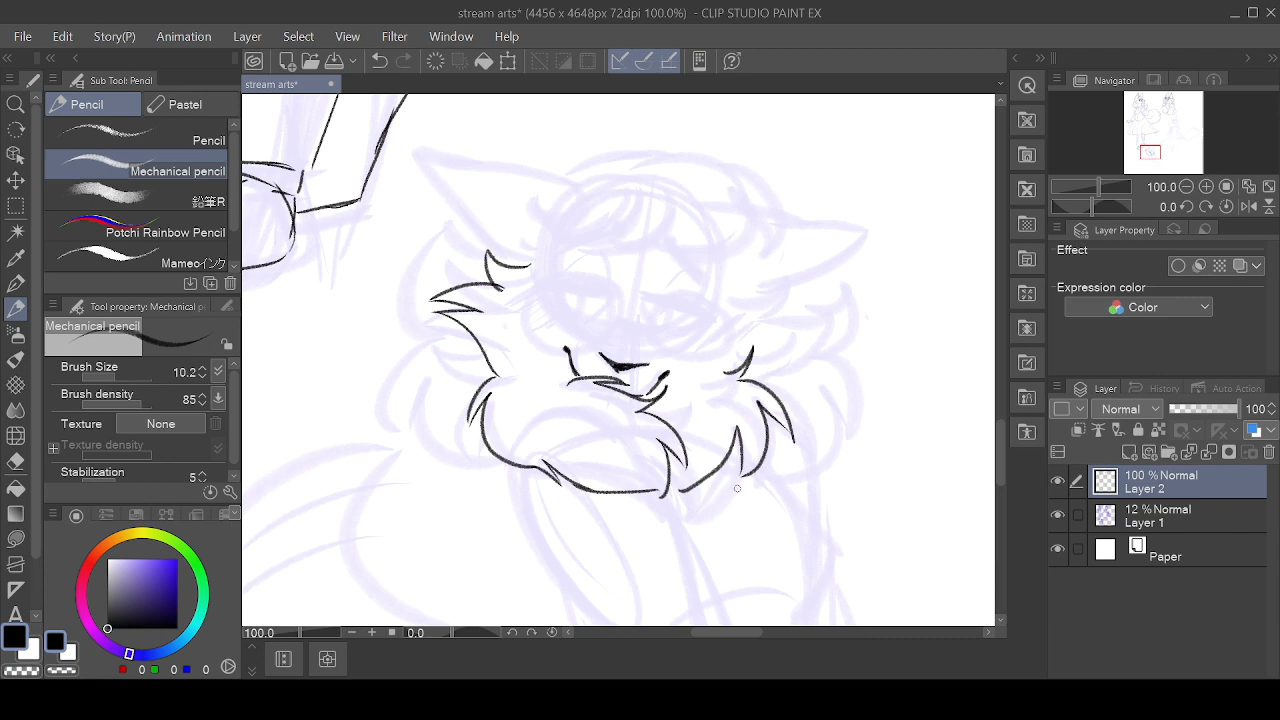 stream arts* (4456 x 4648px 72dpi 100.0%)  - CLIP STUDIO PAINT EX
File Edit Story(P) Animation Layer Select View Filter Window Help
Sub Tool: Pencil
stream arts*
Navigator
Pencil Pastel
Pencil
Mechanical pencil
Potchi Rainbow Pencil
100.0
0.0
Layer Property
Effect
Expression color
Color
Tool property: Mechanical p
Mechanical pencil
Brush Size 10.2
Brush density 85
Texture None
Texture density
Stabilization 5
Layer History Auto Action
Normal 100
100 % Normal
Layer 2
12 % Normal
Layer 1
Paper
100.0 0.0
0 0 0